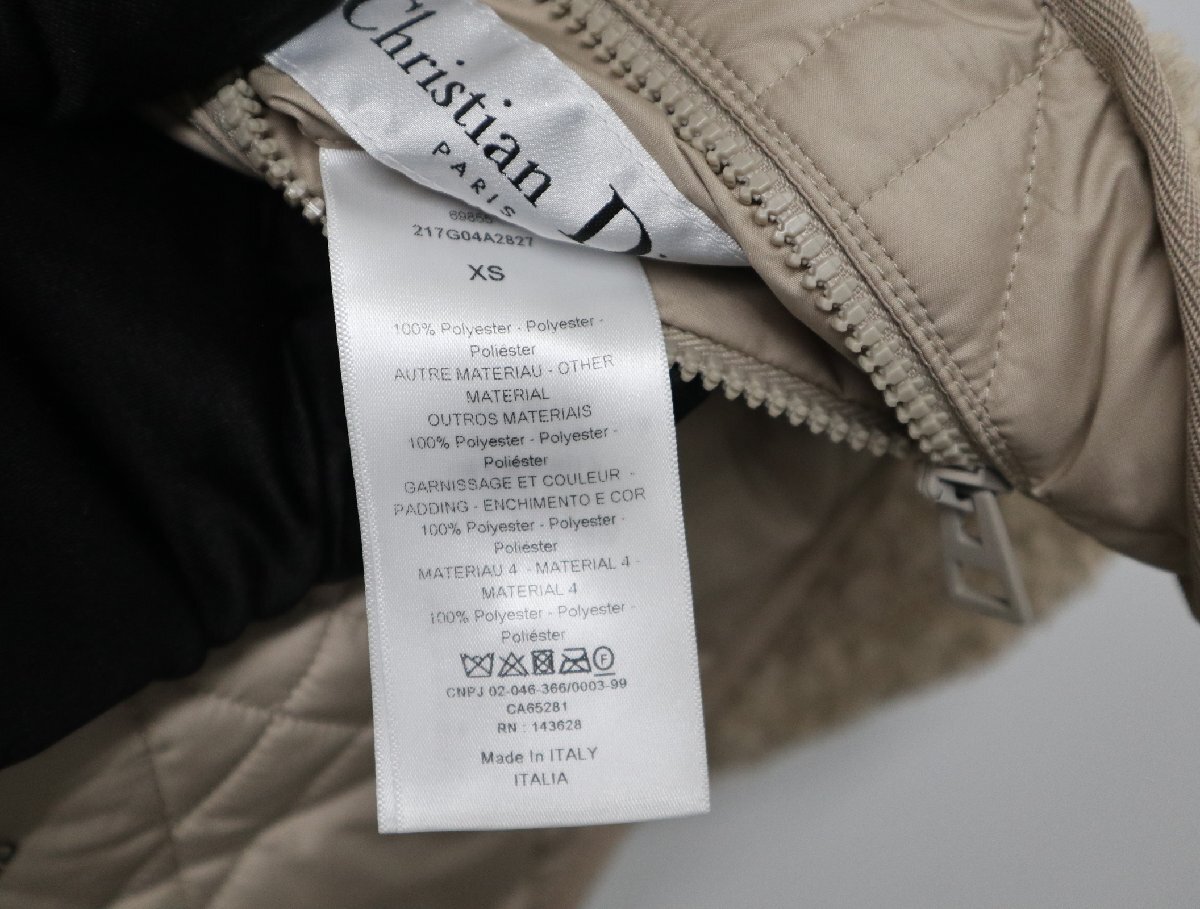 Christian D
PARIS
217G04A2827
XS
100% Polyester - Polyester -
Poliéster
AUTRE MATERIAU - OTHER
MATERIAL
OUTROS MATERIAIS
100% Polyester - Polyester -
Poliéster
GARNISSAGE ET COULEUR -
PADDING - ENCHIMENTO E COR
100% Polyester - Polyester -
Poliéster
MATERIAU 4 - MATERIAL 4 -
MATERIAL 4
100% Polyester - Polyester -
Poliéster
F
CNPJ 02-046-366/0003-99
CA65281
RN : 143628
Made In ITALY
ITALIA